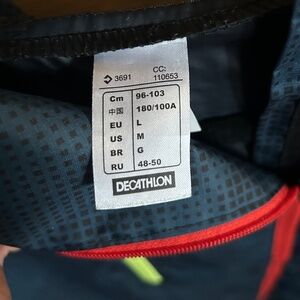 3691
CC:
110653
Cm 96-103
中国 180/100A
EU L
US M
BR G
RU 48-50
DECATHLON